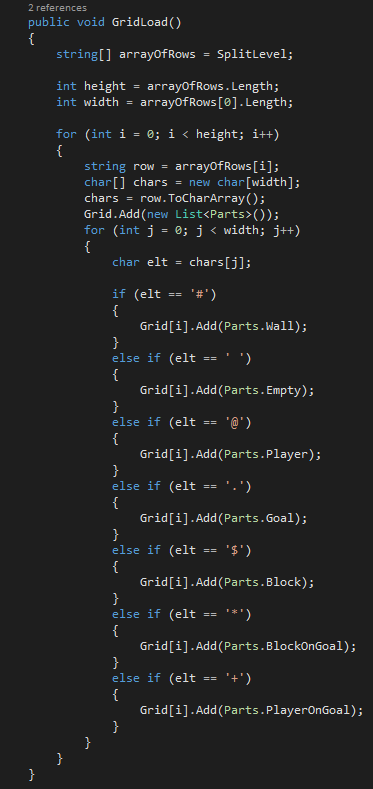 2 references
public void GridLoad()
{
    string[] arrayOfRows = SplitLevel;

    int height = arrayOfRows.Length;
    int width = arrayOfRows[0].Length;

    for (int i = 0; i < height; i++)
    {
        string row = arrayOfRows[i];
        char[] chars = new char[width];
        chars = row.ToCharArray();
        Grid.Add(new List<Parts>());
        for (int j = 0; j < width; j++)
        {
            char elt = chars[j];

            if (elt == '#')
            {
                Grid[i].Add(Parts.Wall);
            }
            else if (elt == ' ')
            {
                Grid[i].Add(Parts.Empty);
            }
            else if (elt == '@')
            {
                Grid[i].Add(Parts.Player);
            }
            else if (elt == '.')
            {
                Grid[i].Add(Parts.Goal);
            }
            else if (elt == '$')
            {
                Grid[i].Add(Parts.Block);
            }
            else if (elt == '*')
            {
                Grid[i].Add(Parts.BlockOnGoal);
            }
            else if (elt == '+')
            {
                Grid[i].Add(Parts.PlayerOnGoal);
            }
        }
    }
}